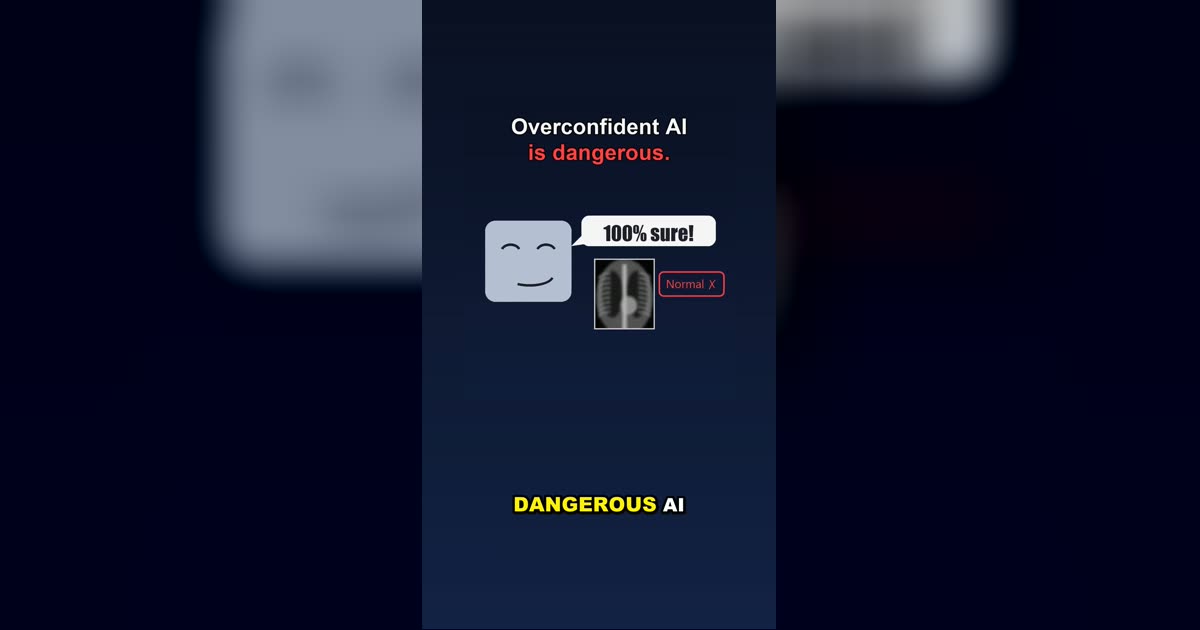 Overconfident AI
is dangerous.
100% sure!
Normal X
DANGEROUS AI